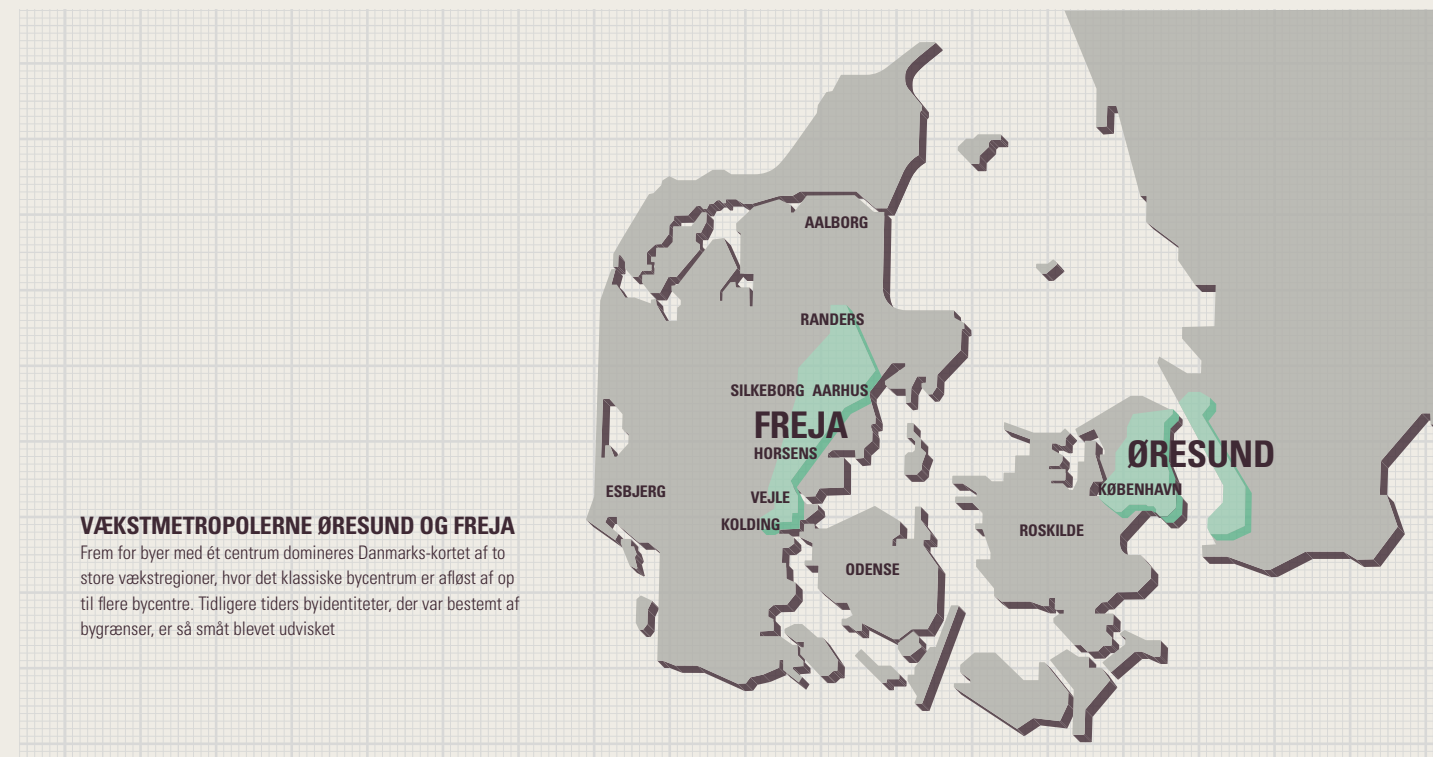 AALBORG
RANDERS
SILKEBORG AARHUS
FREJA
HORSENS
ØRESUND
ESBJERG
VEJLE
KØBENHAVN
KOLDING
ROSKILDE
ODENSE
VÆKSTMETROPOLERNE ØRESUND OG FREJA
Frem for byer med ét centrum domineres Danmarks-kortet af to
store vækstregioner, hvor det klassiske bycentrum er afløst af op
til flere bycentre. Tidligere tiders byidentiteter, der var bestemt af
bygrænser, er så småt blevet udvisket